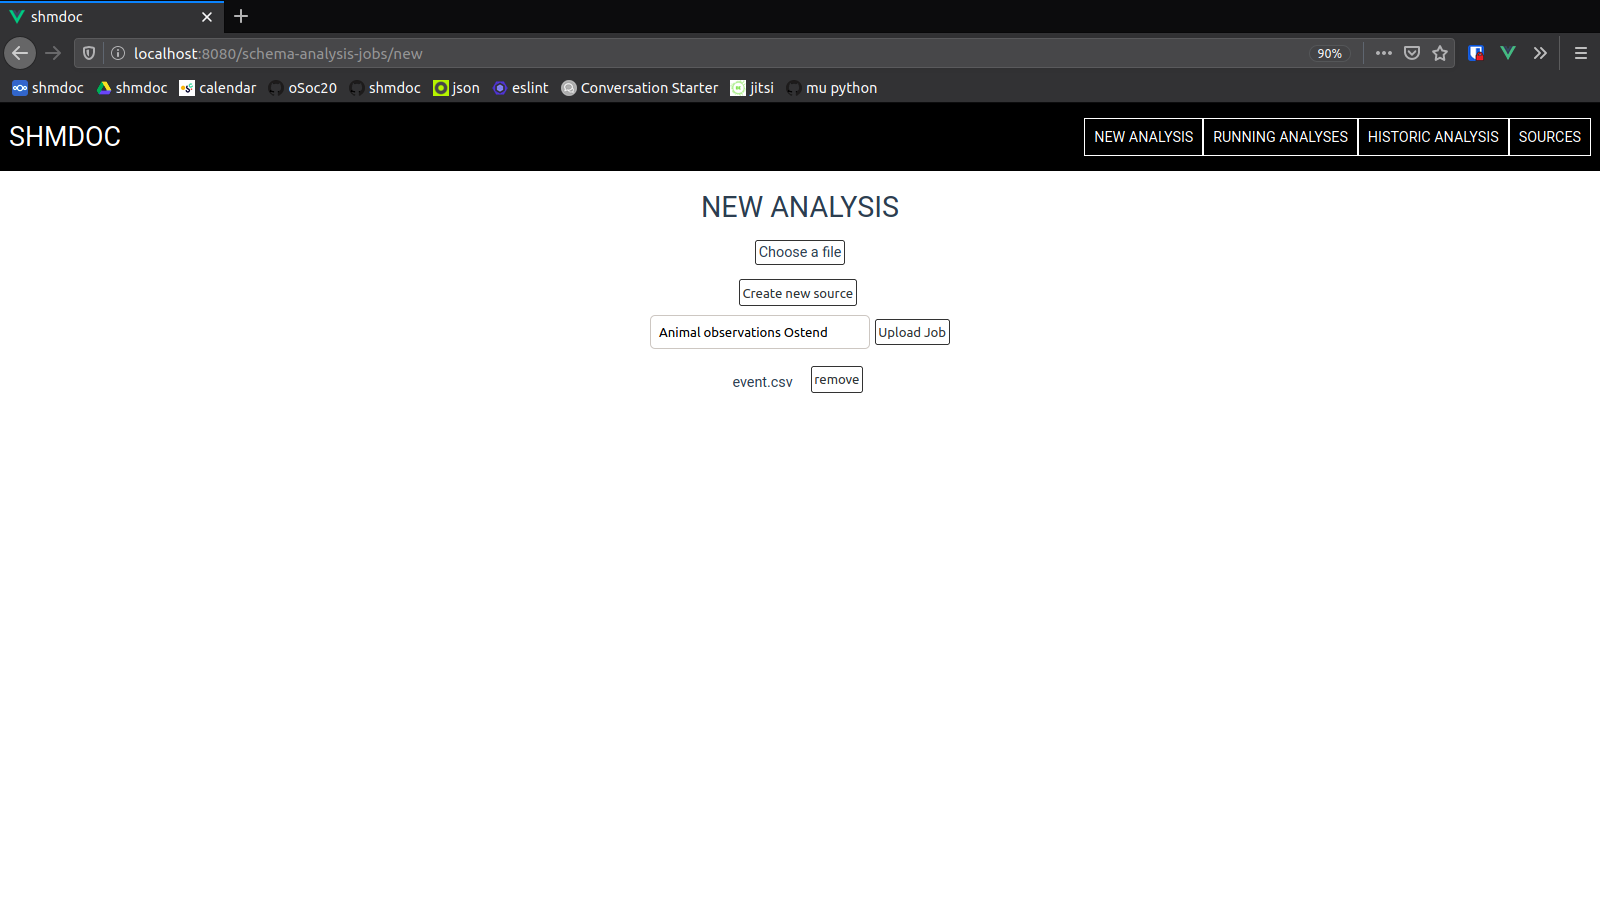 shmdoc
localhost:8080/schema-analysis-jobs/new
90%
shmdoc shmdoc calendar oSoc20 shmdoc json eslint Conversation Starter jitsi mu python
SHMDOC
NEW ANALYSIS RUNNING ANALYSES HISTORIC ANALYSIS SOURCES
NEW ANALYSIS
Choose a file
Create new source
Animal observations Ostend Upload Job
event.csv remove